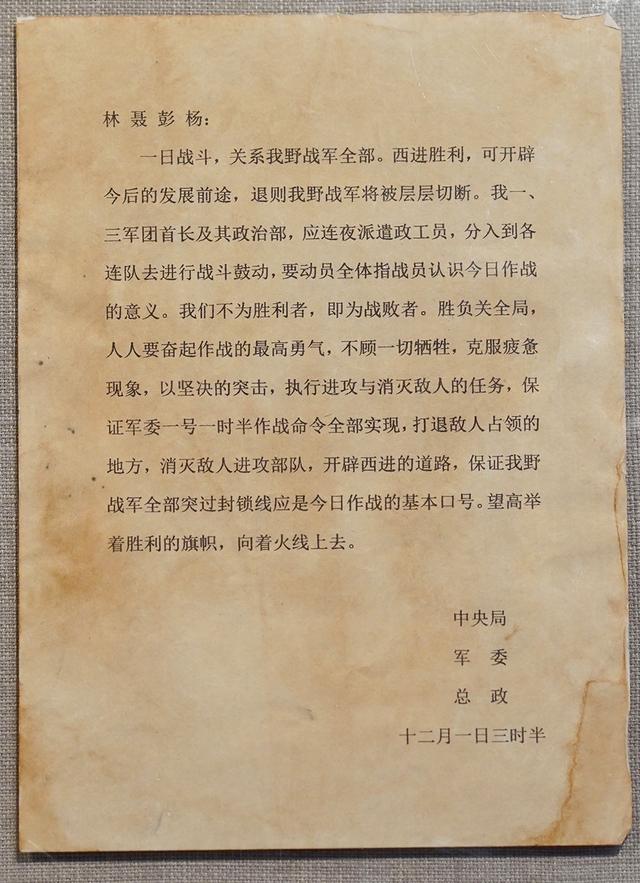 林 聂 彭 杨：
一日战斗，关系我野战军全部。西进胜利，可开辟
今后的发展前途，退则我野战军将被层层切断。我一、
三军团首长及其政治部，应连夜派遣政工员，分入到各
连队去进行战斗鼓动，要动员全体指战员认识今日作战
的意义。我们不为胜利者，即为战败者。胜负关全局，
人人要奋起作战的最高勇气，不顾一切牺牲，克服疲惫
现象，以坚决的突击，执行进攻与消灭敌人的任务，保
证军委一号一时半作战命令全部实现，打退敌人占领的
地方，消灭敌人进攻部队，开辟西进的道路，保证我野
战军全部突过封锁线应是今日作战的基本口号。望高举
着胜利的旗帜，向着火线上去。
中央局
军 委
总 政
十二月一日三时半